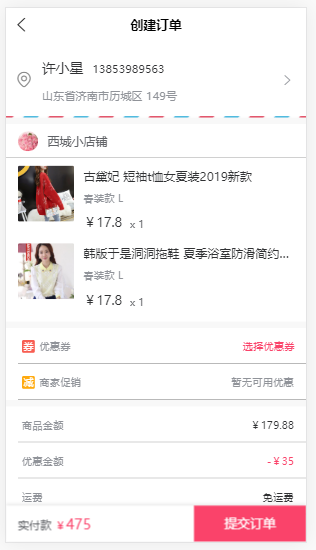 创建订单
许小星 13853989563
山东省济南市历城区 149号
西城小店铺
古黛妃 短袖t恤女夏装2019新款
春装款 L
￥17.8 x 1
韩版于是洞洞拖鞋 夏季浴室防滑简约...
春装款 L
￥17.8 x 1
券 优惠券 选择优惠券
减 商家促销 暂无可用优惠
商品金额 ￥179.88
优惠金额 -￥35
运费 免运费
实付款 ￥475 提交订单